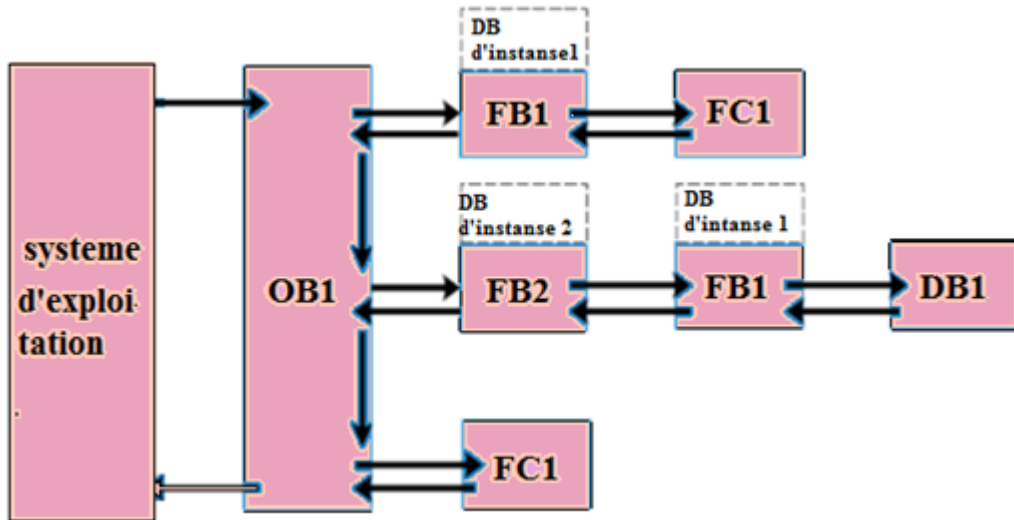 DB
d'instanse1
FB1
FC1
systeme
d'exploi-
tation
.
OB1
DB
d'instanse 2
FB2
DB
d'intanse 1
FB1
DB1
FC1